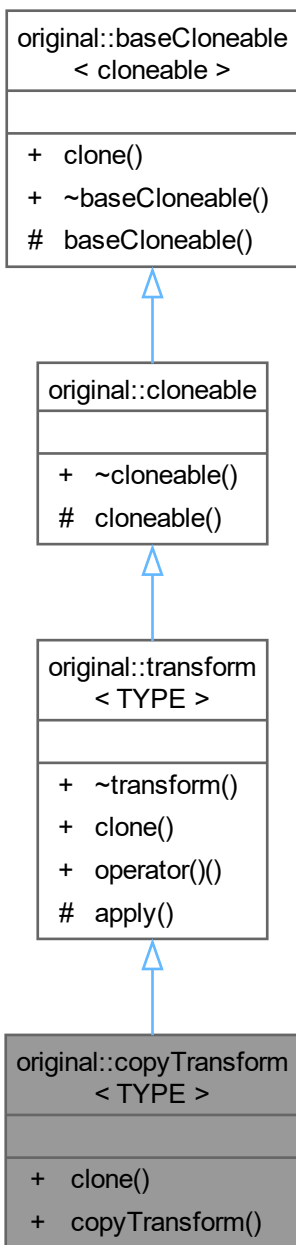 original::baseCloneable
< cloneable >
+ clone()
+ ~baseCloneable()
# baseCloneable()
original::cloneable
+ ~cloneable()
# cloneable()
original::transform
< TYPE >
+ ~transform()
+ clone()
+ operator()()
# apply()
original::copyTransform
< TYPE >
+ clone()
+ copyTransform()